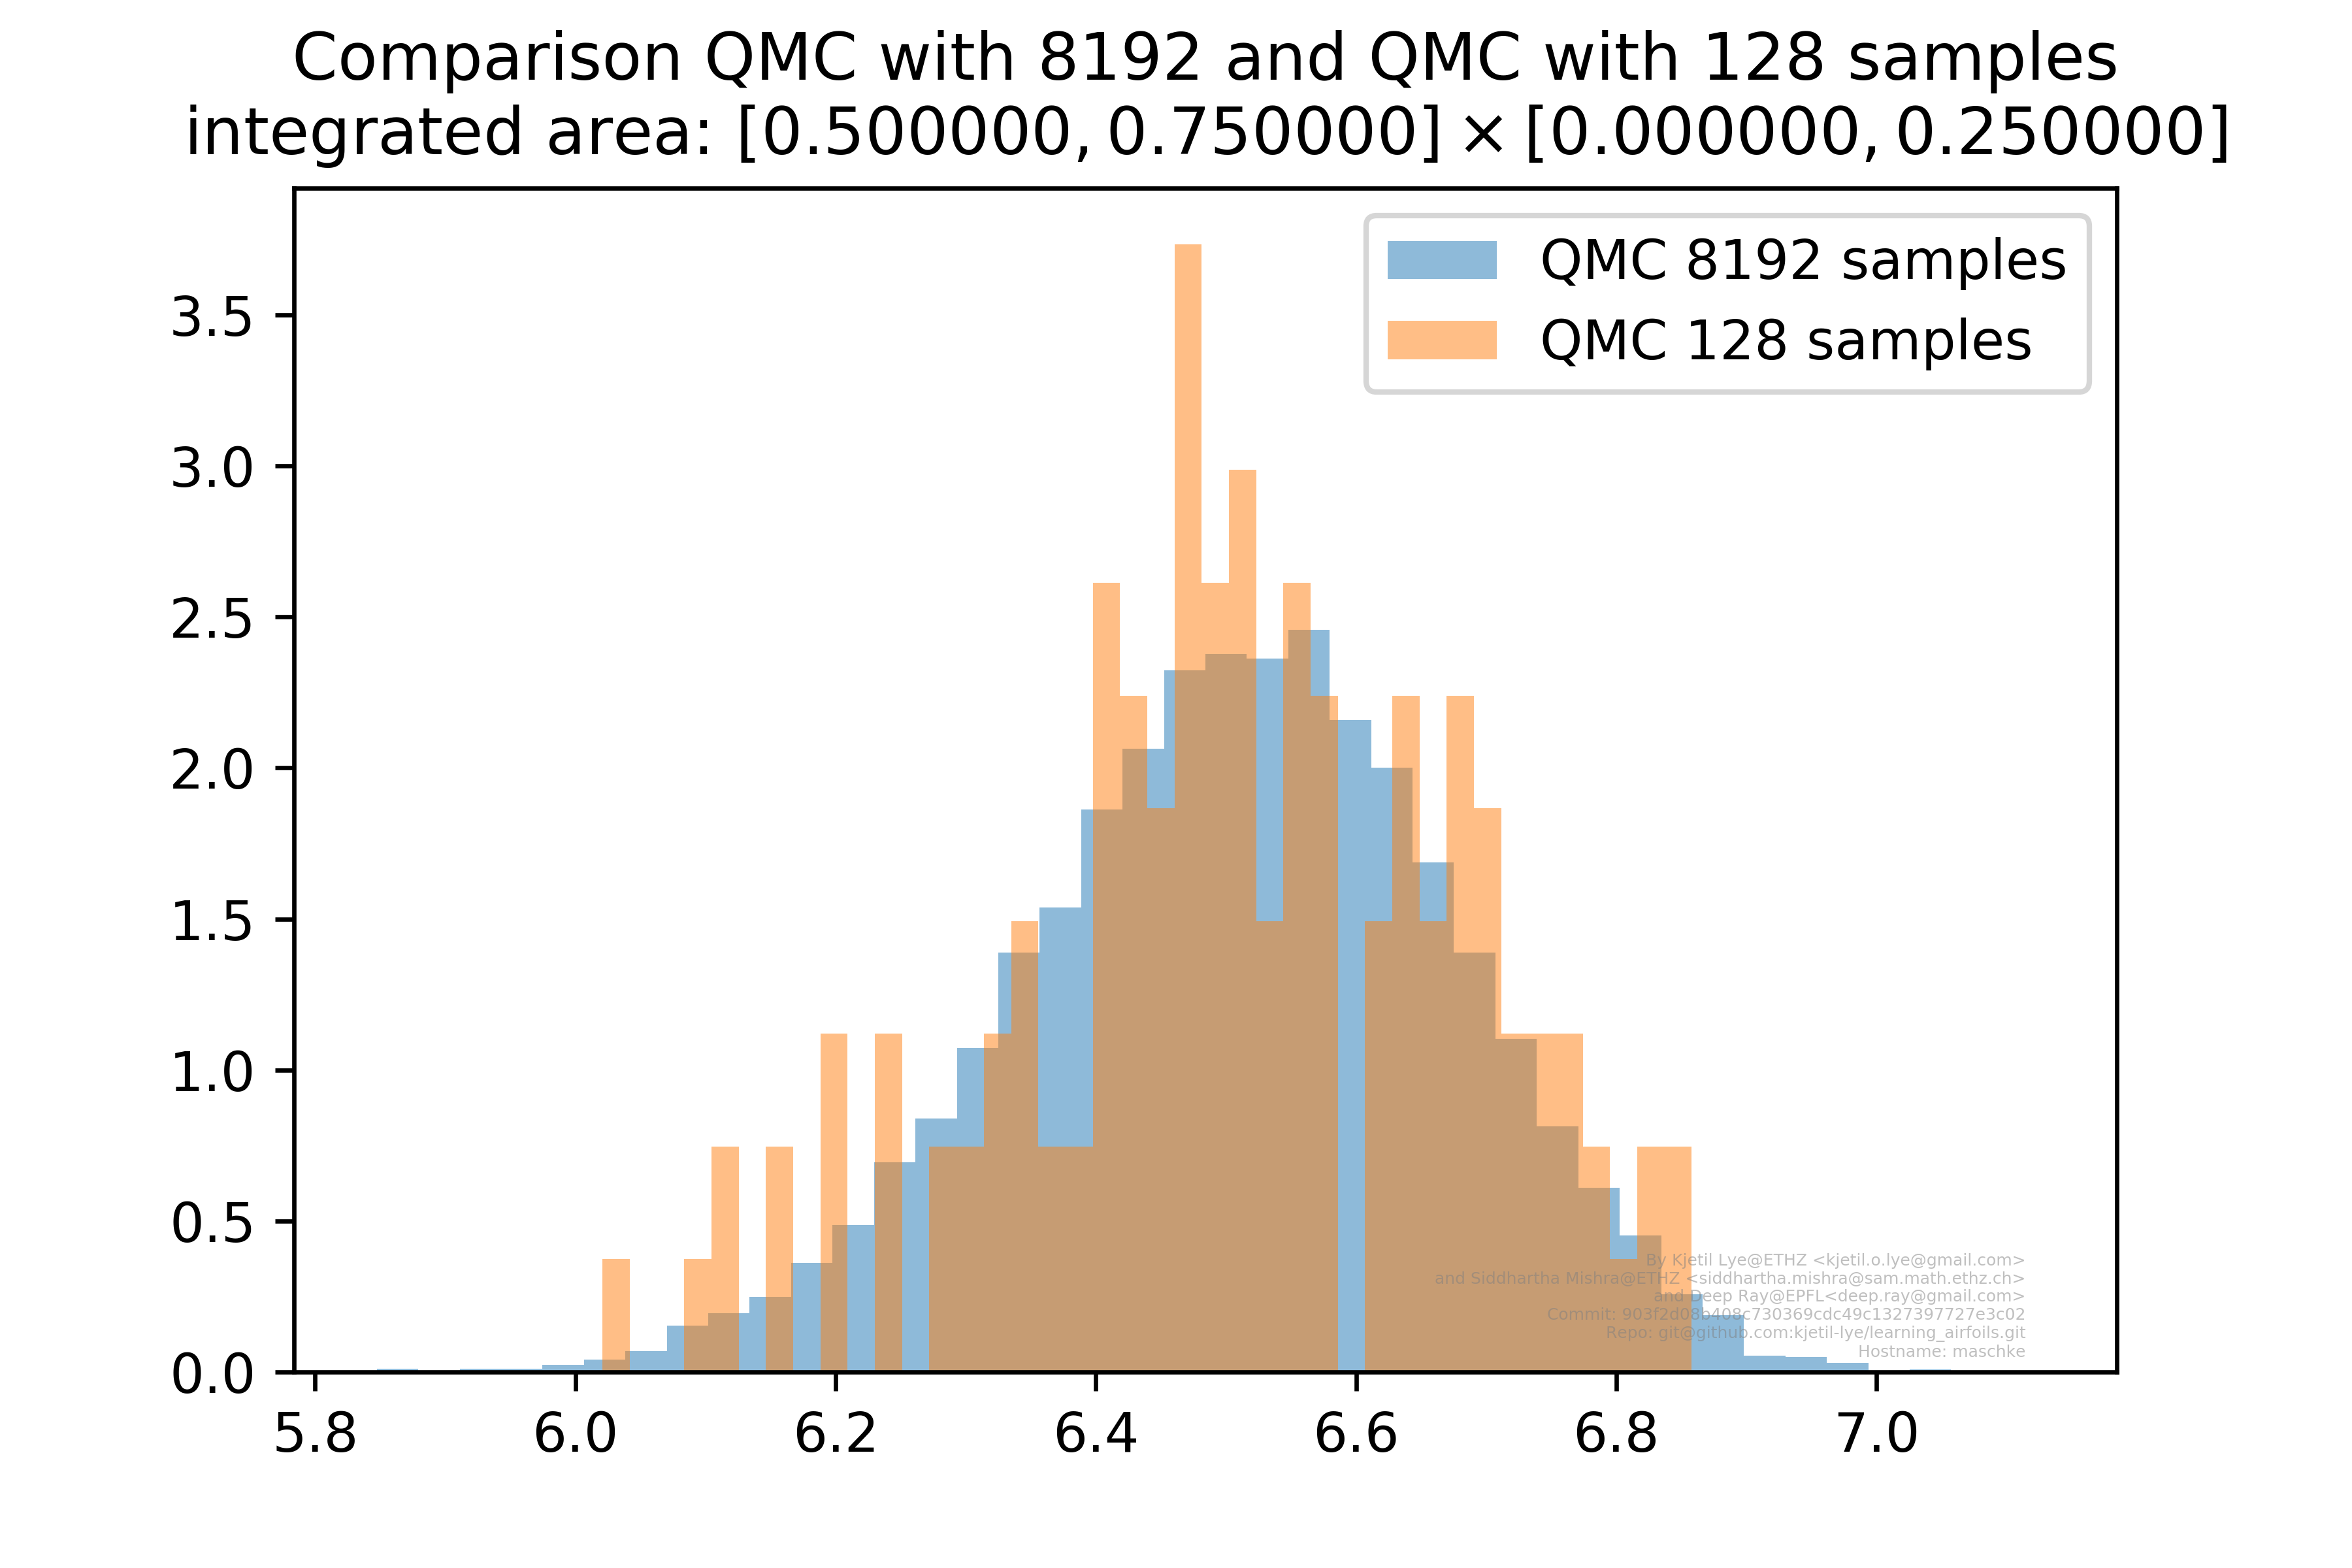 Comparison QMC with 8192 and QMC with 128 samples
integrated area: [0.500000, 0.750000] × [0.000000, 0.250000]
QMC 8192 samples
QMC 128 samples
3.5
3.0
2.5
2.0
1.5
1.0
0.5
0.0
By Kjetil Lye@ETHZ <kjetil.o.lye@gmail.com>
and Siddhartha Mishra@ETHZ <siddhartha.mishra@sam.math.ethz.ch>
and Deep Ray@EPFL<deep.ray@gmail.com>
Commit: 903f2d08b408c730369cdc49c1327397727e3c02
Repo: git@github.com:kjetil-lye/learning_airfoils.git
Hostname: maschke
5.8 6.0 6.2 6.4 6.6 6.8 7.0